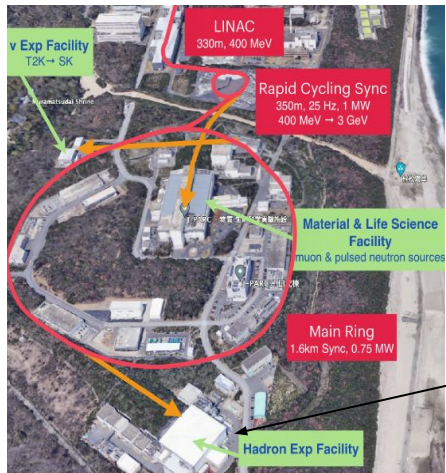 LINAC
330m, 400 MeV
ν Exp Facility
T2K→ SK
Muramatsudai Shrine
Rapid Cycling Sync
350m, 25 Hz, 1 MW
400 MeV → 3 GeV
Material & Life Science
Facility
muon & pulsed neutron sources
Main Ring
1.6km Sync, 0.75 MW
Hadron Exp Facility